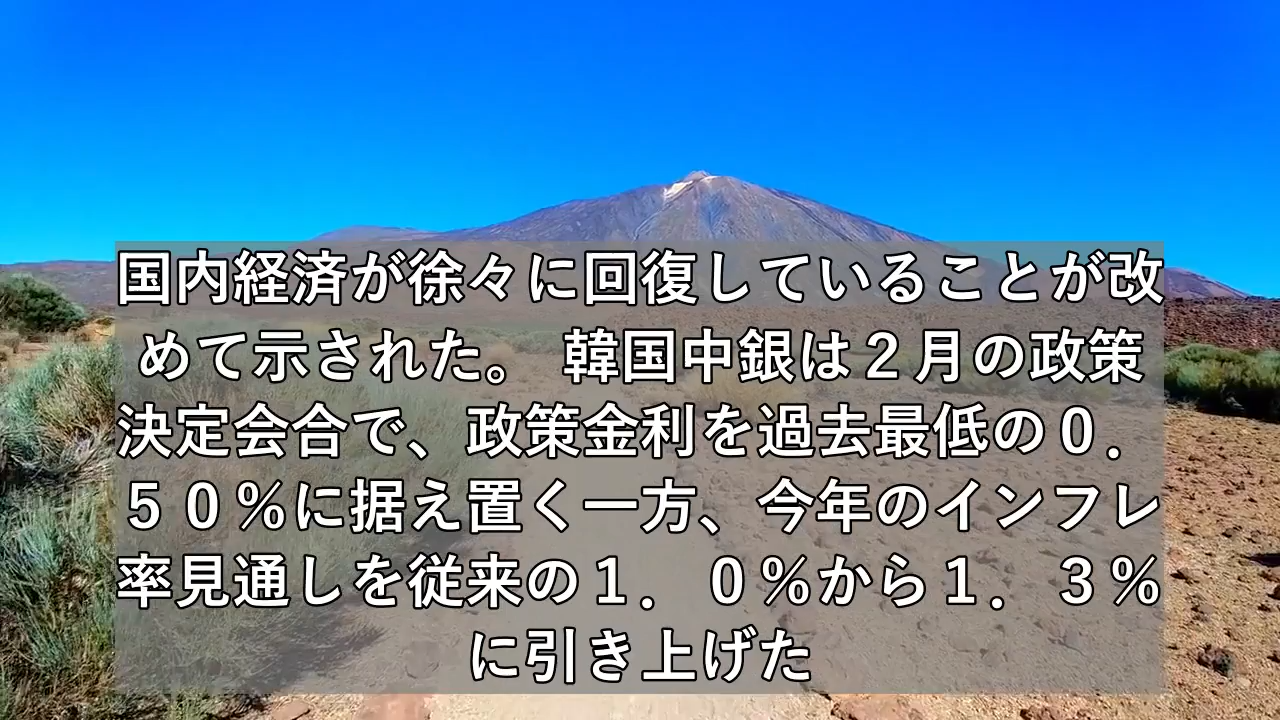 国内経済が徐々に回復していることが改
めて示された。 韓国中銀は２月の政策
決定会合で、政策金利を過去最低の０．
５０％に据え置く一方、今年のインフレ
率見通しを従来の１．０％から１．３％
に引き上げた